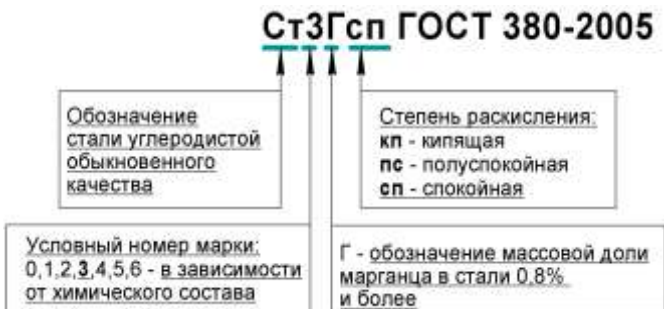 Ст3Гсп ГОСТ 380-2005
Обозначение
стали углеродистой
обыкновенного
качества
Степень раскисления:
кп - кипящая
пс - полуспокойная
сп - спокойная
Условный номер марки:
0,1,2,3,4,5,6 - в зависимости
от химического состава
Г - обозначение массовой доли
марганца в стали 0,8%
и более